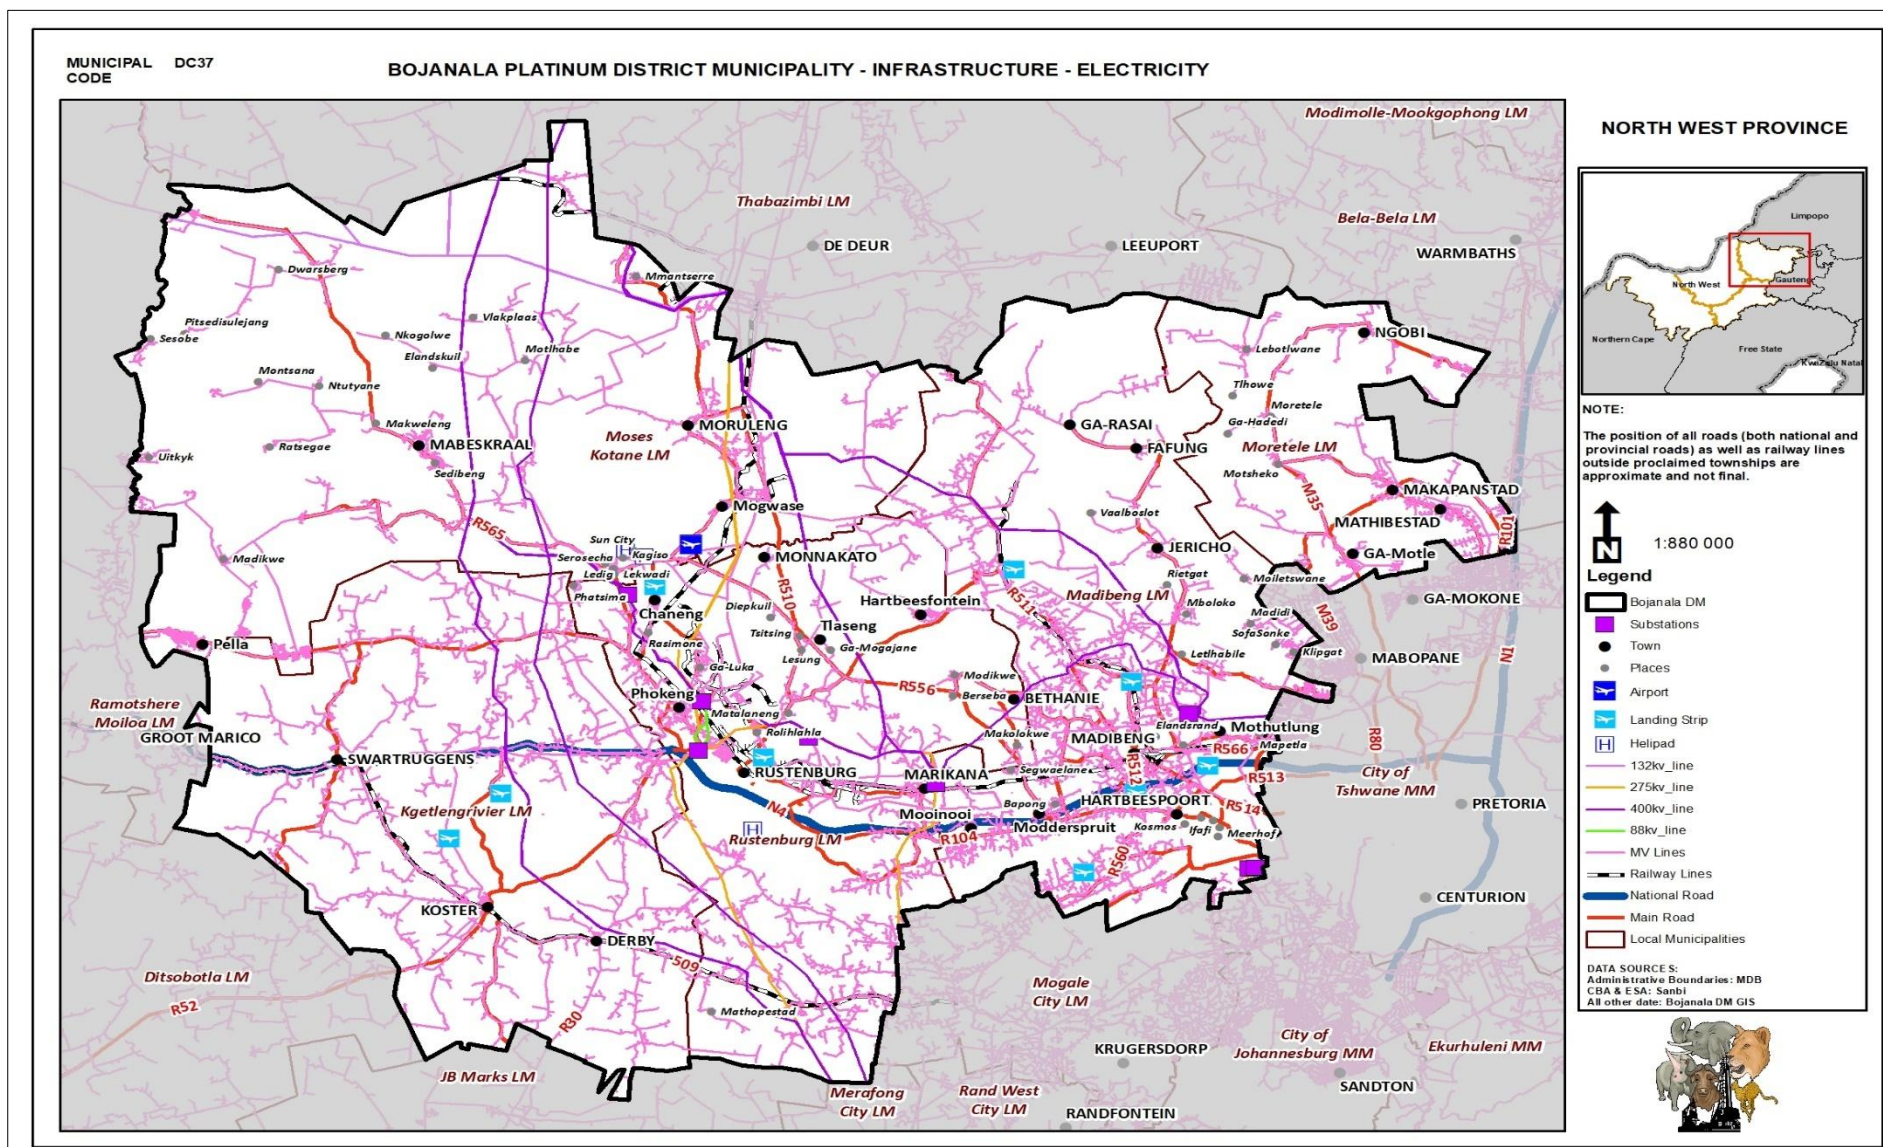 MUNICIPAL DC37
CODE
BOJANALA PLATINUM DISTRICT MUNICIPALITY - INFRASTRUCTURE - ELECTRICITY
Modimolle-Mookgophong LM
Thabazimbi LM
Bela-Bela LM
DE DEUR
LEEUPORT
WARMBATHS
Dwarsberg
Mmantserre
Pitsedisulejang
Sesobe
Nkogolwe
Vlakplaas
Elandskuil
Motlhabe
Montsana
Ntutyane
NGOBI
Lebotlwane
Tlhowe
Moretele
Ga-Hadedi
Makweleng
MABESKRAAL
Ratsegae
Uitkyk
Sedibeng
Moses
Kotane LM
MORULENG
GA-RASAI
FAFUNG
Moretele LM
Motsheko
M35
MAKAPANSTAD
MATHIBESTAD
R101
Mogwase
R565
Vaalboslot
Sun City
Serosecha
Kagiso
Ledig
Lekwadi
Phatsima
MONNAKATO
JERICHO
GA-Motle
Madikwe
Chaneng
R510
Diepkuil
Hartbeesfontein
R511
Madibeng LM
Rietgat
Moiletswane
Mboloko
Madidi
M39
GA-MOKONE
Tsitsing
Tlaseng
SofaSonke
Pella
Rasimone
Ga-Mogajane
Lesung
Letlhabile
Klipgat
MABOPANE
N1
Ga-Luka
Modikwe
R556
Berseba
BETHANIE
Phokeng
Matalaneng
Ramotshere
Moiloa LM
GROOT MARICO
Rolihlahla
Makolokwe
MADIBENG
Elandsrand
Mothutlung
R566
Mapetla
R80
SWARTRUGGENS
RUSTENBURG
MARIKANA
Segwaelane
R512
R513
City of
Tshwane MM
Kgetlengrivier LM
N4
Mooinooi
Bapong
HARTBEESPOORT
R514
PRETORIA
Rustenburg LM
R104
Modderspruit
Kosmos
Ifafi
Meerhof
R560
KOSTER
CENTURION
DERBY
509
Ditsobotla LM
R52
R30
Mathopestad
Mogale
City LM
City of
Johannesburg MM
Ekurhuleni MM
KRUGERSDORP
JB Marks LM
Merafong
City LM
Rand West
City LM
SANDTON
RANDFONTEIN
NORTH WEST PROVINCE
Limpopo
North West
Gauteng
Northern Cape
Free State
KwaZulu Natal
NOTE:
The position of all roads (both national and
provincial roads) as well as railway lines
outside proclaimed townships are
approximate and not final.
N
1:880 000
Legend
Bojanala DM
Substations
Town
Places
Airport
Landing Strip
H Helipad
132kv_line
275kv_line
400kv_line
88kv_line
MV Lines
Railway Lines
National Road
Main Road
Local Municipalities
DATA SOURCES:
Administrative Boundaries: MDB
CBA & ESA: Sanbi
All other date: Bojanala DM GIS